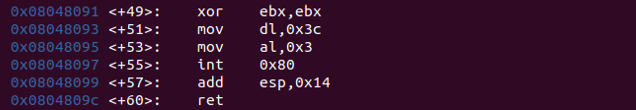 0x08048091 <+49>: xor ebx,ebx
0x08048093 <+51>: mov dl,0x3c
0x08048095 <+53>: mov al,0x3
0x08048097 <+55>: int 0x80
0x08048099 <+57>: add esp,0x14
0x0804809c <+60>: ret